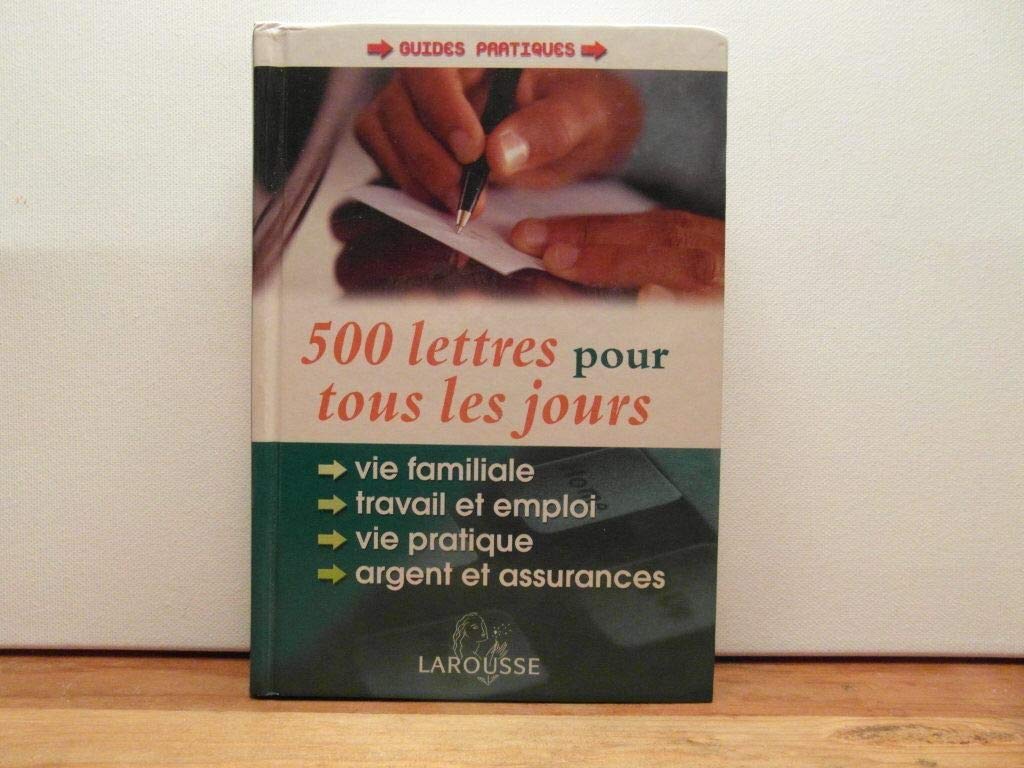 GUIDES PRATIQUES
500 lettres pour
tous les jours
vie familiale
travail et emploi
vie pratique
argent et assurances
LAROUSSE